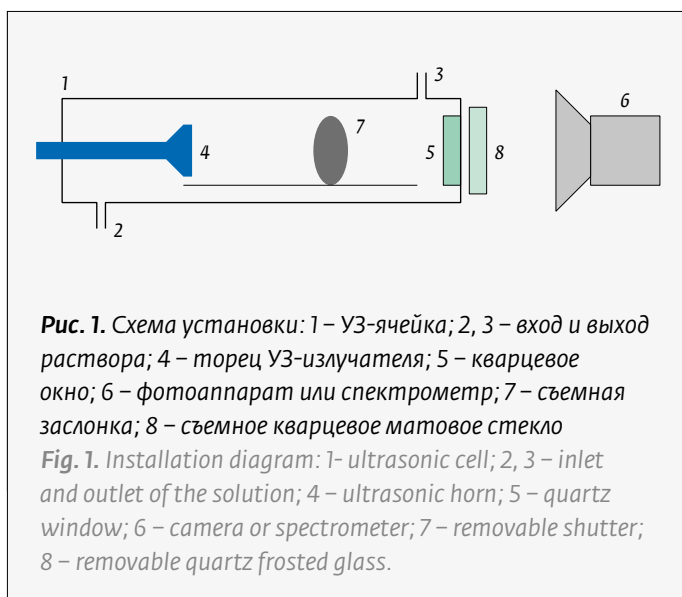 1
3
6
7
4
5
8
2
Рис. 1. Схема установки: 1 – УЗ-ячейка; 2, 3 – вход и выход
раствора; 4 – торец УЗ-излучателя; 5 – кварцевое
окно; 6 – фотоаппарат или спектрометр; 7 – съемная
заслонка; 8 – съемное кварцевое матовое стекло
Fig. 1. Installation diagram: 1- ultrasonic cell; 2, 3 – inlet
and outlet of the solution; 4 – ultrasonic horn; 5 – quartz
window; 6 – camera or spectrometer; 7 – removable shutter;
8 – removable quartz frosted glass.